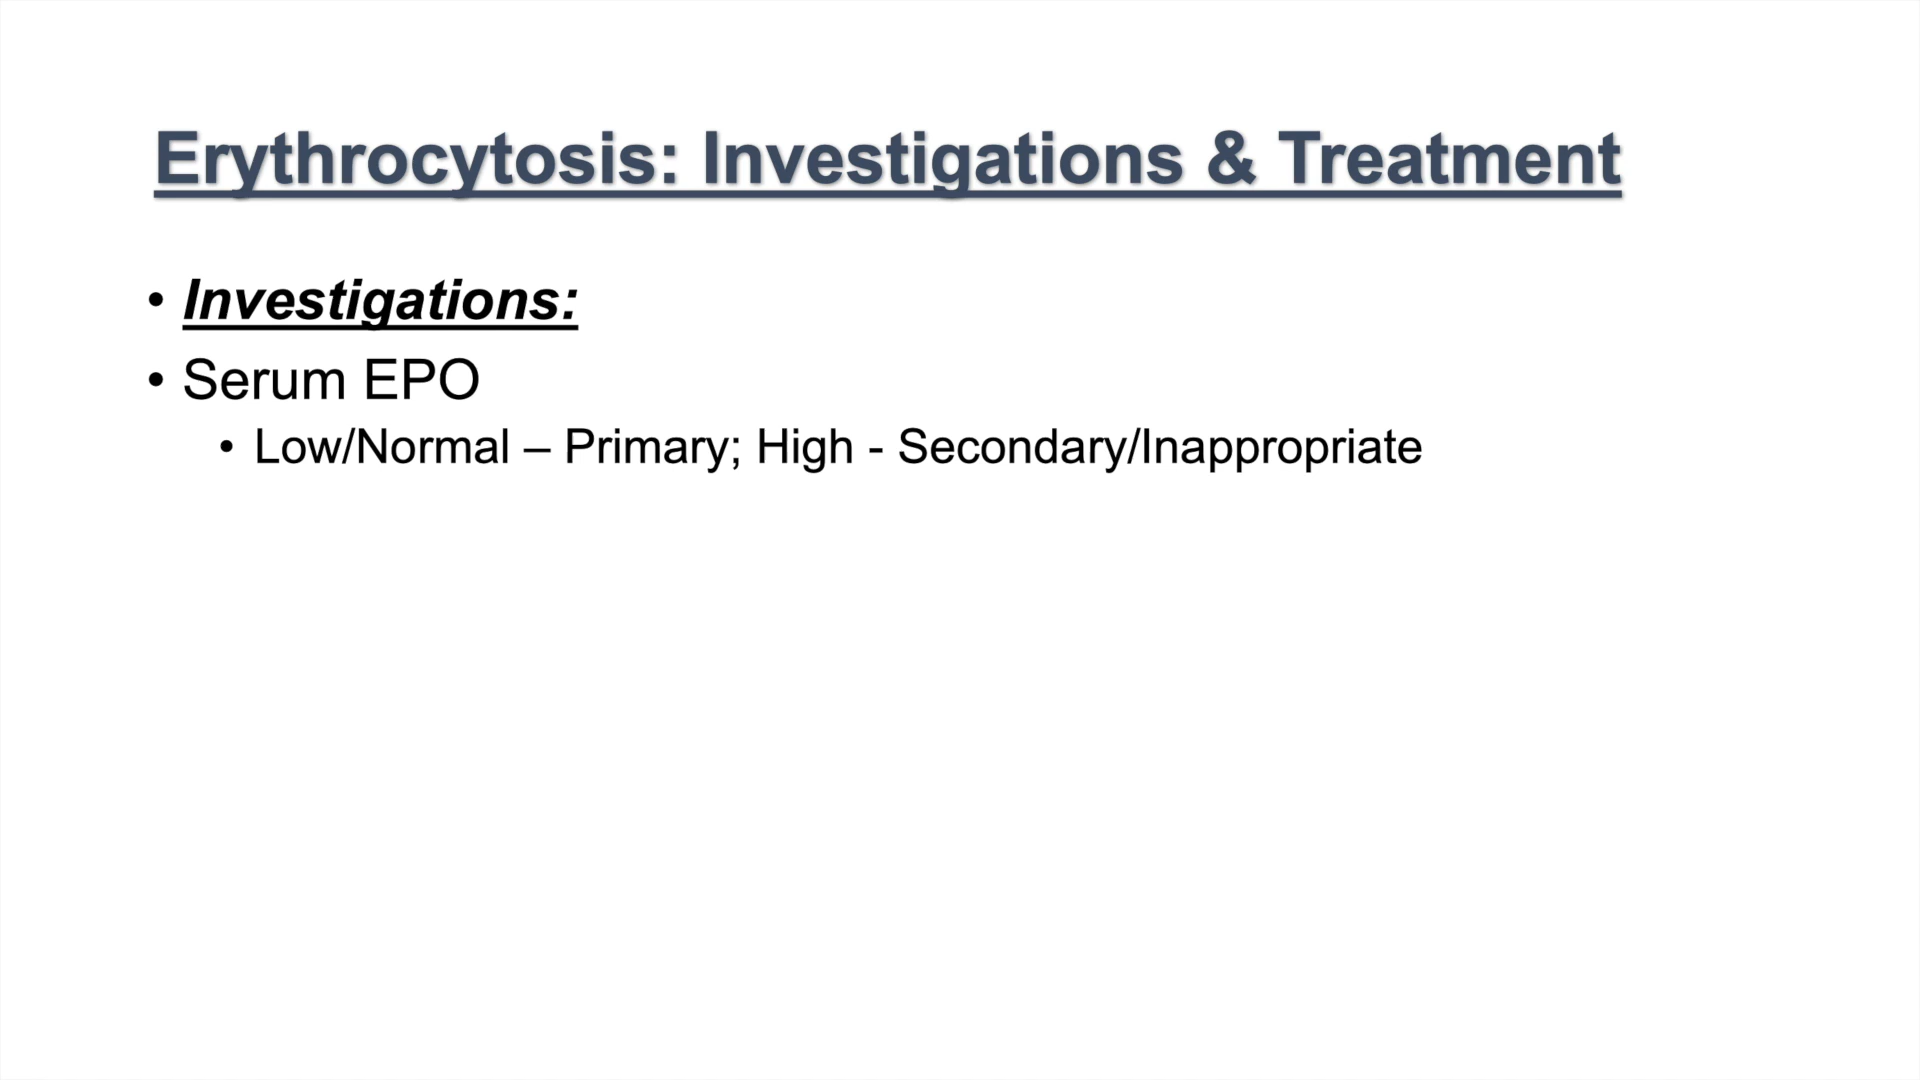 Erythrocytosis: Investigations & Treatment
• Investigations:
• Serum EPO
• Low/Normal – Primary; High - Secondary/Inappropriate